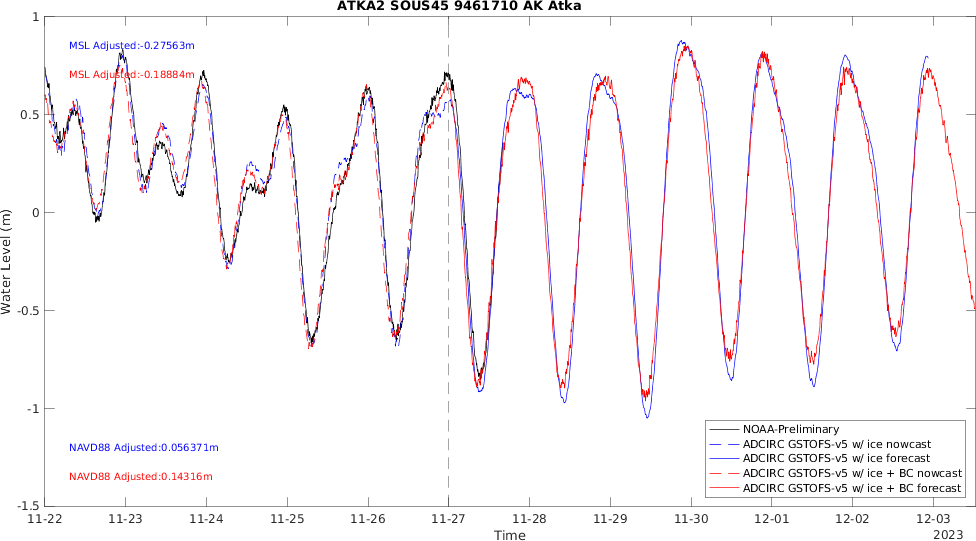 ATKA2 SOUS45 9461710 AK Atka
1
MSL Adjusted:-0.27563m
MSL Adjusted:-0.18884m
0.5
0
Water Level (m)
-0.5
-1
NOAA-Preliminary
NAVD88 Adjusted:0.056371m
ADCIRC GSTOFS-v5 w/ ice nowcast
ADCIRC GSTOFS-v5 w/ ice forecast
NAVD88 Adjusted:0.14316m
ADCIRC GSTOFS-v5 w/ ice + BC nowcast
ADCIRC GSTOFS-v5 w/ ice + BC forecast
-1.5
11-22 11-23 11-24 11-25 11-26 11-27 11-28 11-29 11-30 12-01 12-02 12-03
Time 2023